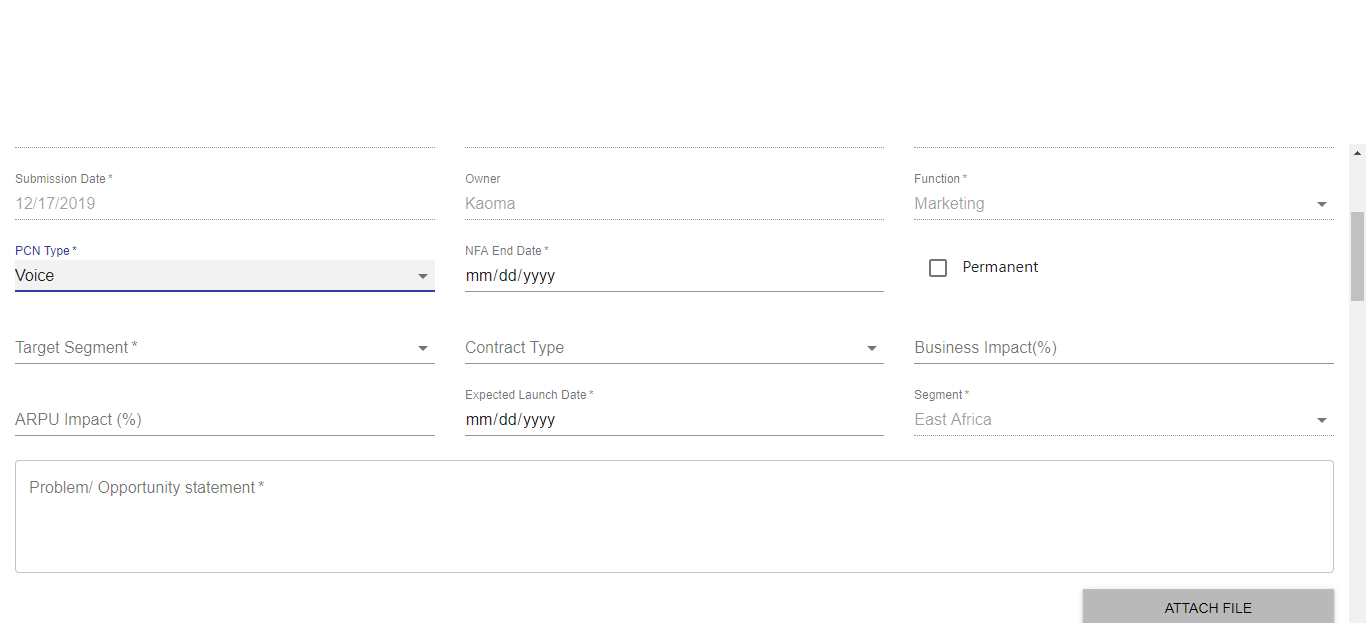 Submission Date *
12/17/2019
Owner
Kaoma
Function *
Marketing
PCN Type *
Voice
NFA End Date *
mm/dd/yyyy
Permanent
Target Segment *
Contract Type
Business Impact(%)
ARPU Impact (%)
Expected Launch Date *
mm/dd/yyyy
Segment *
East Africa
Problem/ Opportunity statement *
ATTACH FILE